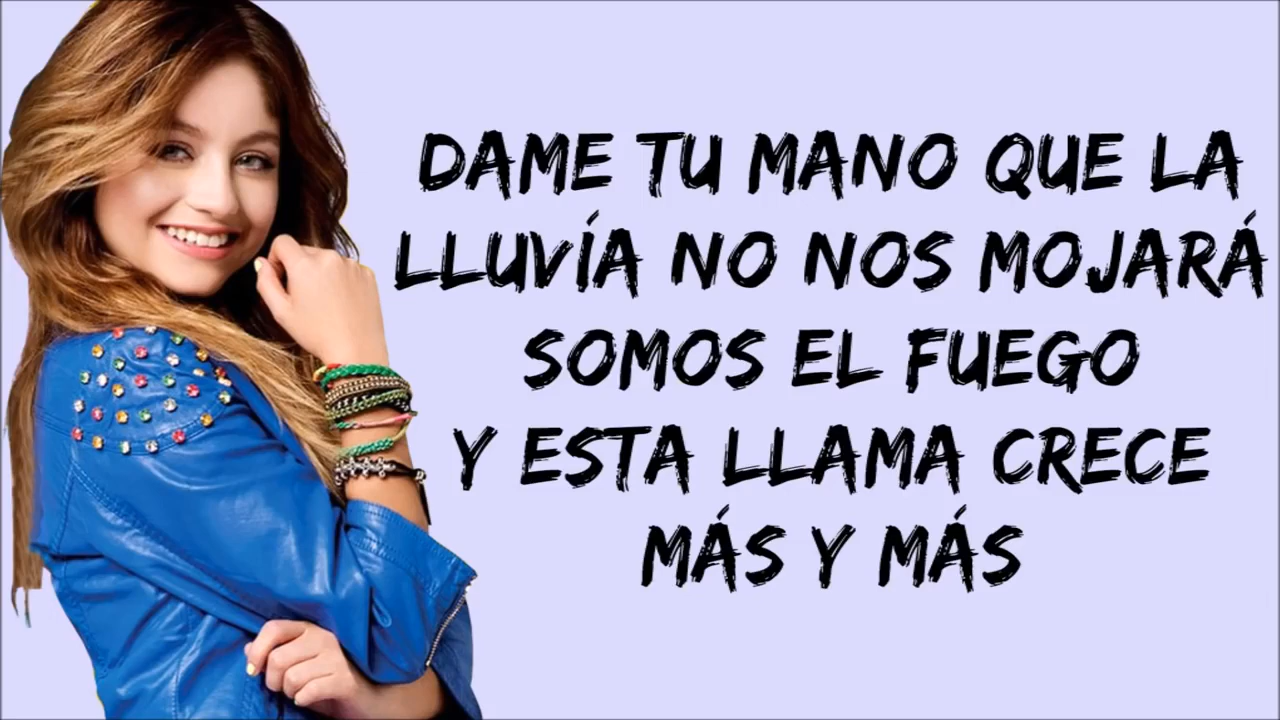 DAME TU MANO QUE LA
LLUVÍA NO NOS MOJARÁ
SOMOS EL FUEGO
Y ESTA LLAMA CRECE
MÁS Y MÁS